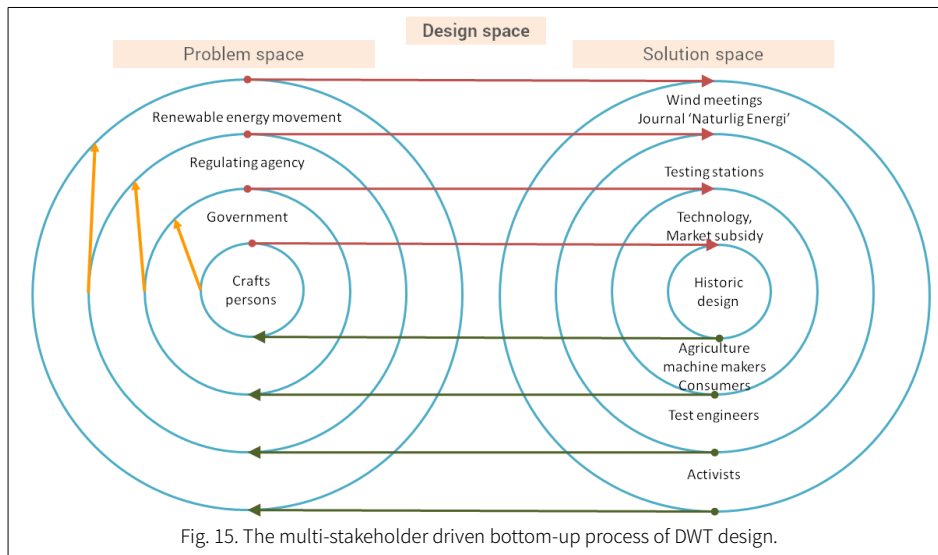 Design space
Problem space
Solution space
Renewable energy movement
Regulating agency
Government
Crafts
persons
Wind meetings
Journal ‘Naturlig Energi’
Testing stations
Technology,
Market subsidy
Historic
design
Agriculture
machine makers
Consumers
Test engineers
Activists
Fig. 15. The multi-stakeholder driven bottom-up process of DWT design.